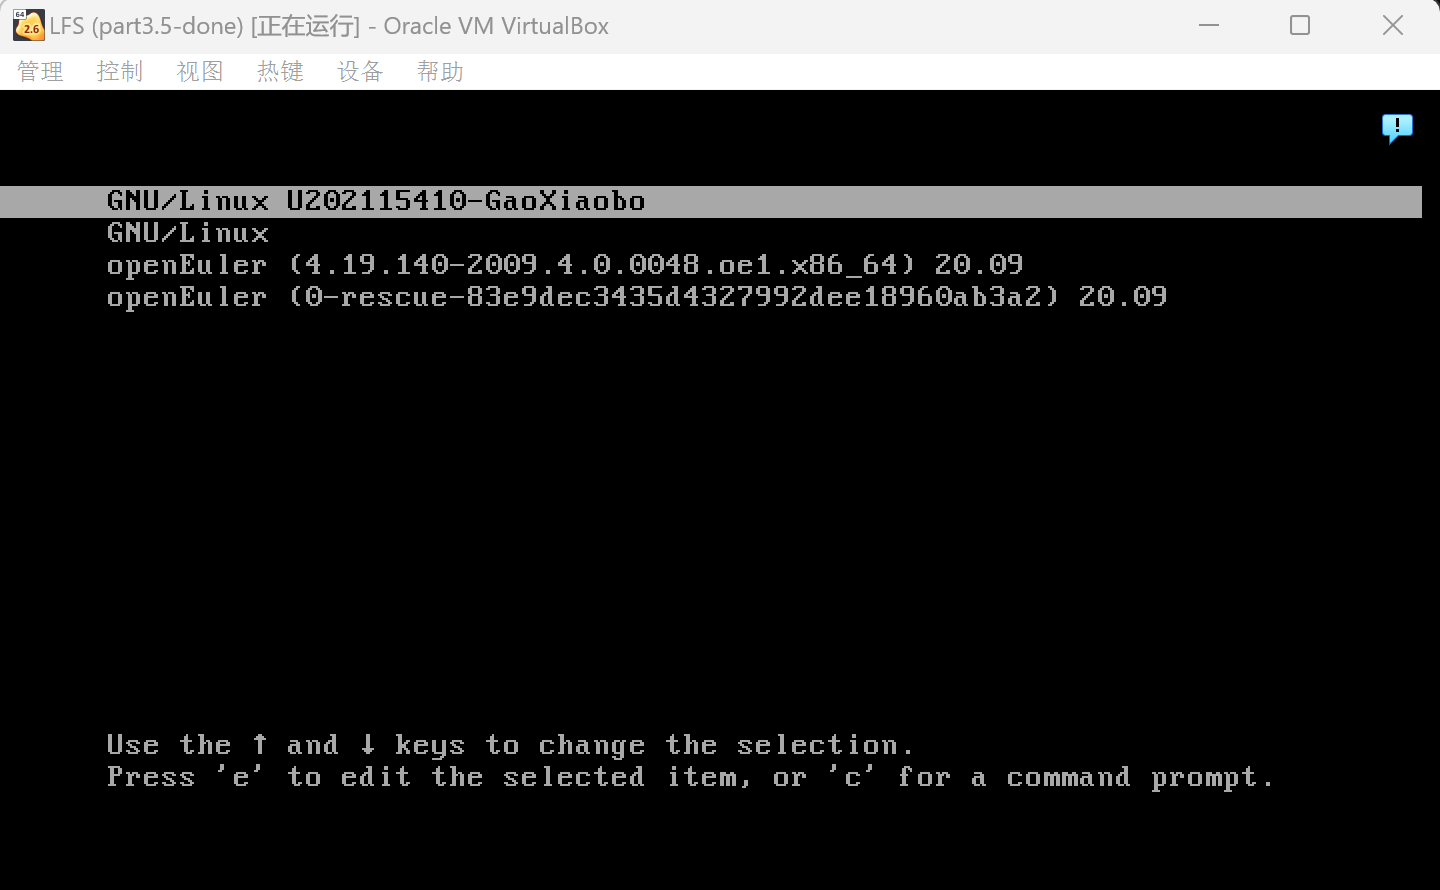 64
2.6
LFS (part3.5-done) [正在运行] - Oracle VM VirtualBox
管理 控制 视图 热键 设备 帮助
!
GNU/Linux U202115410-GaoXiaobo
GNU/Linux
openEuler (4.19.140-2009.4.0.0048.oe1.x86_64) 20.09
openEuler (0-rescue-83e9dec3435d4327992dee18960ab3a2) 20.09
Use the ↑ and ↓ keys to change the selection.
Press 'e' to edit the selected item, or 'c' for a command prompt.